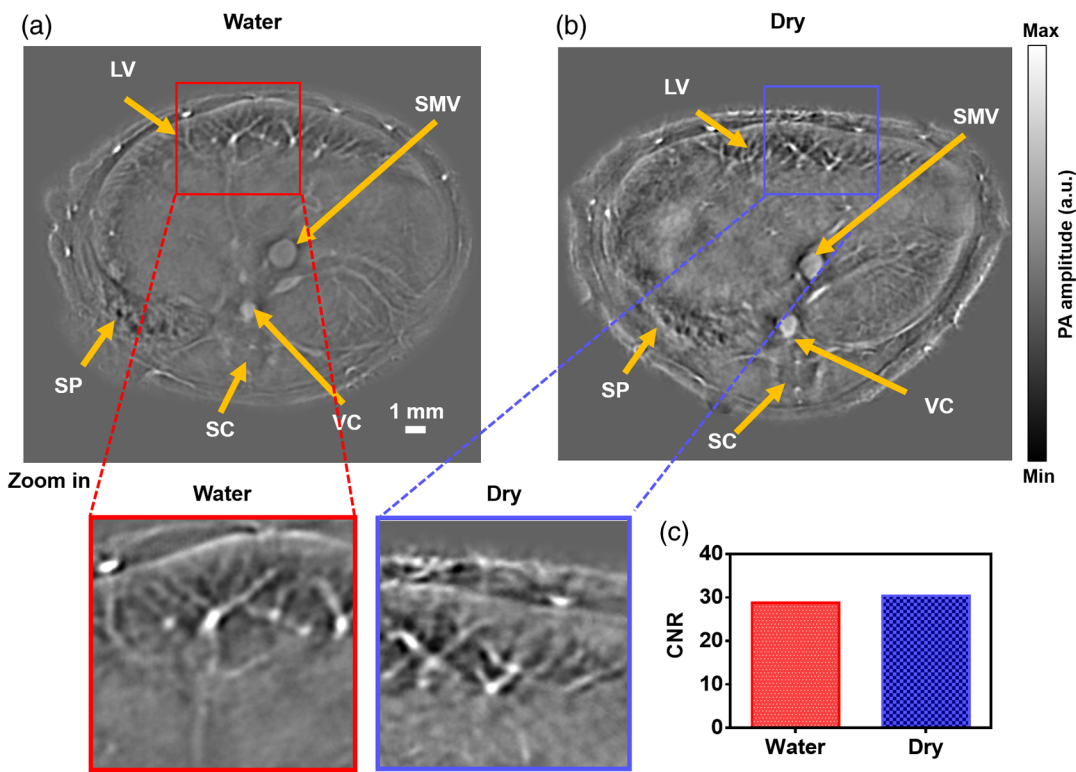 (a)
Water
(b)
Dry
Max
LV
SMV
SP
SC
VC
1 mm
LV
SMV
SP
SC
VC
PA amplitude (a.u.)
Min
Zoom in
Water
Dry
(c)
CNR
40
30
20
10
0
Water
Dry